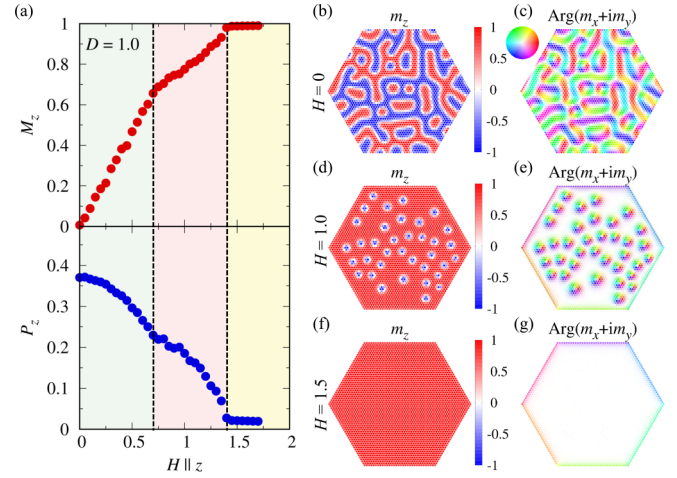 (a)
D = 1.0
1
0.8
0.6
0.4
0.2
0
M_z
0.4
0.3
0.2
0.1
0
P_z
0 0.5 1 1.5 2
H || z
(b) m_z
H = 0
1
0.5
0
-0.5
-1
(c) Arg(m_x+im_y)
(d) m_z
H = 1.0
1
0.5
0
-0.5
-1
(e) Arg(m_x+im_y)
(f) m_z
H = 1.5
1
0.5
0
-0.5
-1
(g) Arg(m_x+im_y)